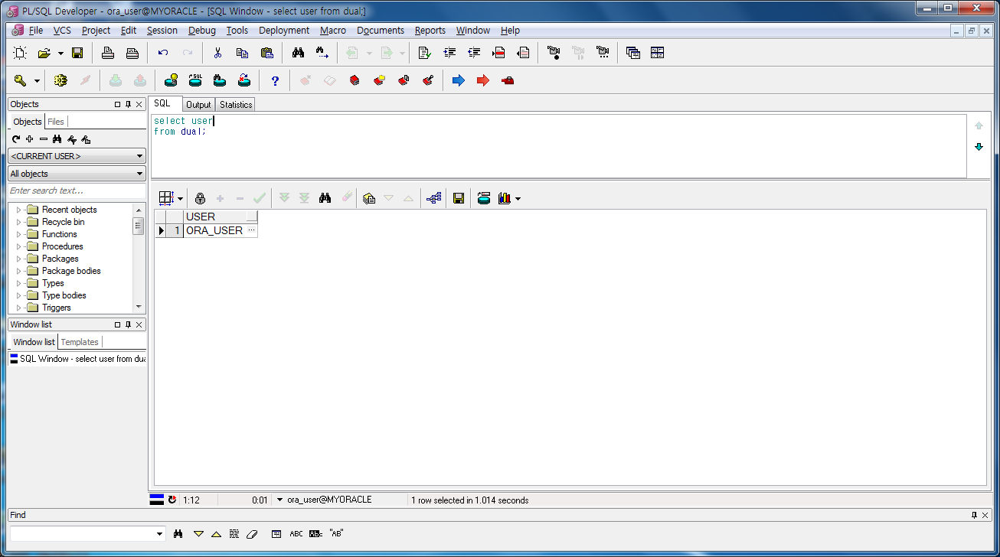 PL/SQL Developer - ora_user@MYORACLE - [SQL Window - select user from dual;]
File VCS Project Edit Session Debug Tools Deployment Macro Documents Reports Window Help
SQL
Objects
Objects Files
<CURRENT USER>
All objects
Enter search text...
Recent objects
Recycle bin
Functions
Procedures
Packages
Package bodies
Types
Type bodies
Triggers
Window list
Window list Templates
SQL Window - select user from dua
SQL Output Statistics
select user
from dual;
USER
1 ORA_USER ...
1:12 0:01 ora_user@MYORACLE 1 row selected in 1.014 seconds
Find
ABC "AB"